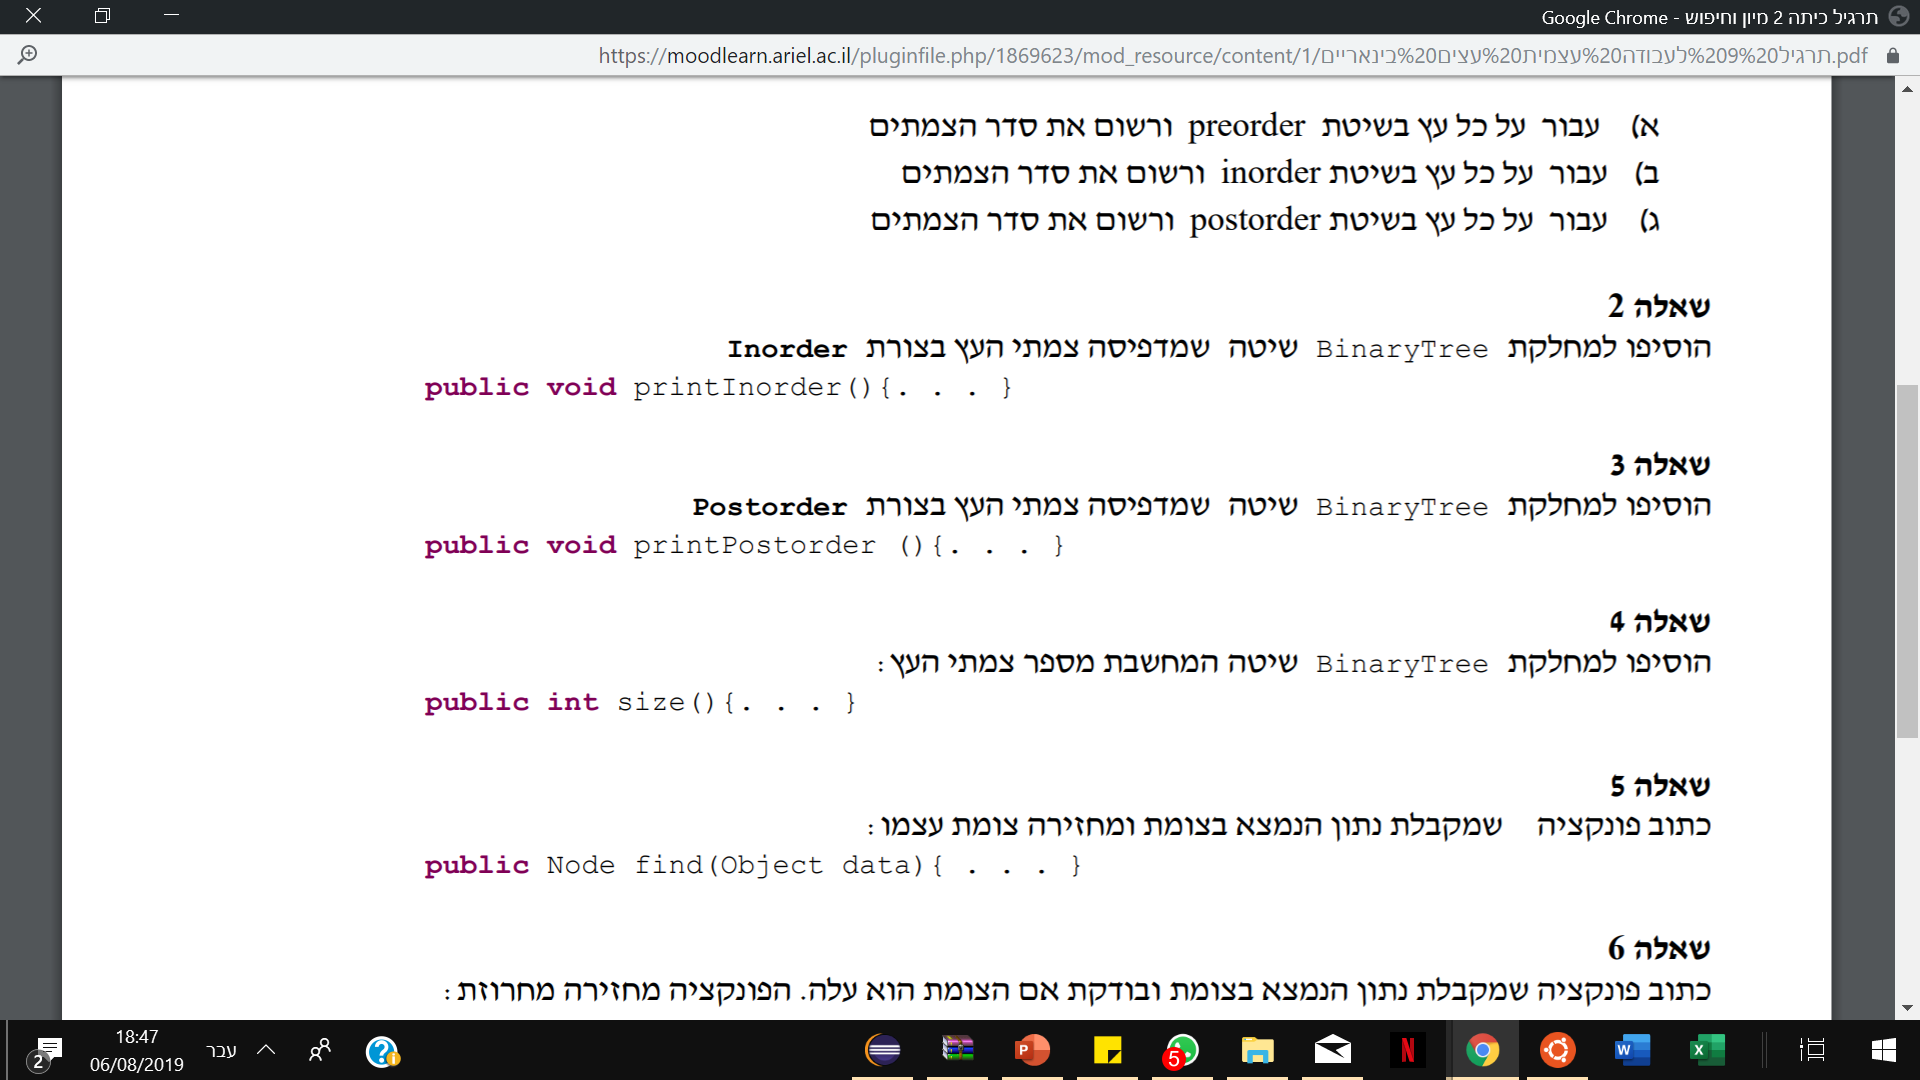 תרגיל כיתה 2 מיון וחיפוש - Google Chrome
https://moodlearn.ariel.ac.il/pluginfile.php/1869623/mod_resource/content/1/תרגיל%209%20לעבודה%20עצמית%20עצים%20בינאריים.pdf
א) עבור על כל עץ בשיטת preorder ורשום את סדר הצמתים
ב) עבור על כל עץ בשיטת inorder ורשום את סדר הצמתים
ג) עבור על כל עץ בשיטת postorder ורשום את סדר הצמתים
שאלה 2
הוסיפו למחלקת BinaryTree שיטה שמדפיסה צמתי העץ בצורת Inorder
public void printInorder(){. . . }
שאלה 3
הוסיפו למחלקת BinaryTree שיטה שמדפיסה צמתי העץ בצורת Postorder
public void printPostorder (){. . . }
שאלה 4
הוסיפו למחלקת BinaryTree שיטה המחשבת מספר צמתי העץ:
public int size(){. . . }
שאלה 5
כתוב פונקציה שמקבלת נתון הנמצא בצומת ומחזירה צומת עצמו:
public Node find(Object data){ . . . }
שאלה 6
כתוב פונקציה שמקבלת נתון הנמצא בצומת ובודקת אם הצומת הוא עלה. הפונקציה מחזירה מחרוזת:
2
18:47
06/08/2019
עבר
?
P
5
N
W
X